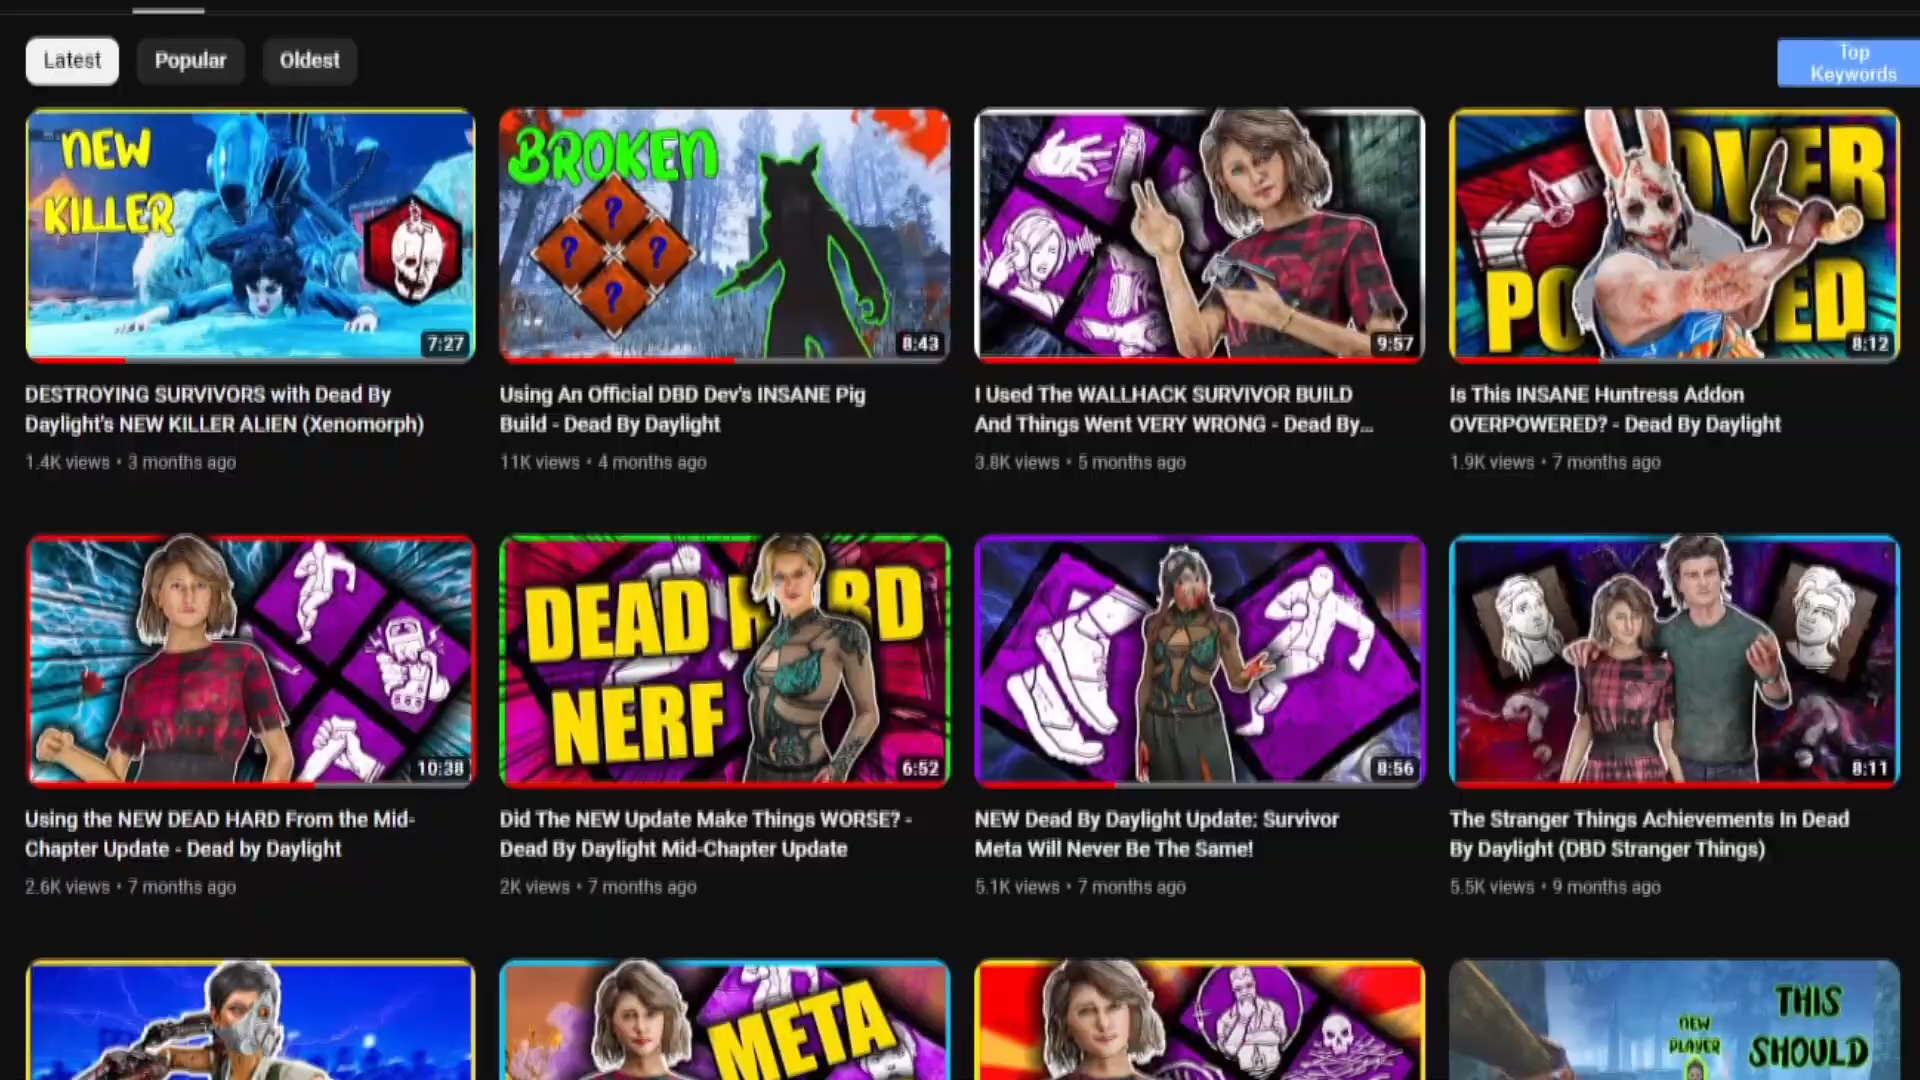 Latest
Popular
Oldest
Top
Keywords
NEW
KILLER
7:27
BROKEN
?
? ?
?
8:43
9:57
OVER
PO ED
8:12
DESTROYING SURVIVORS with Dead By
Daylight's NEW KILLER ALIEN (Xenomorph)
1.4K views • 3 months ago
Using An Official DBD Dev's INSANE Pig
Build - Dead By Daylight
11K views • 4 months ago
I Used The WALLHACK SURVIVOR BUILD
And Things Went VERY WRONG - Dead By...
3.8K views • 5 months ago
Is This INSANE Huntress Addon
OVERPOWERED? - Dead By Daylight
1.9K views • 7 months ago
10:38
DEAD H RD
NERF
6:52
8:56
8:11
Using the NEW DEAD HARD From the Mid-
Chapter Update - Dead by Daylight
2.6K views • 7 months ago
Did The NEW Update Make Things WORSE? -
Dead By Daylight Mid-Chapter Update
2K views • 7 months ago
NEW Dead By Daylight Update: Survivor
Meta Will Never Be The Same!
5.1K views • 7 months ago
The Stranger Things Achievements In Dead
By Daylight (DBD Stranger Things)
5.5K views • 9 months ago
META
NEW
PLAYER
THIS
SHOULD